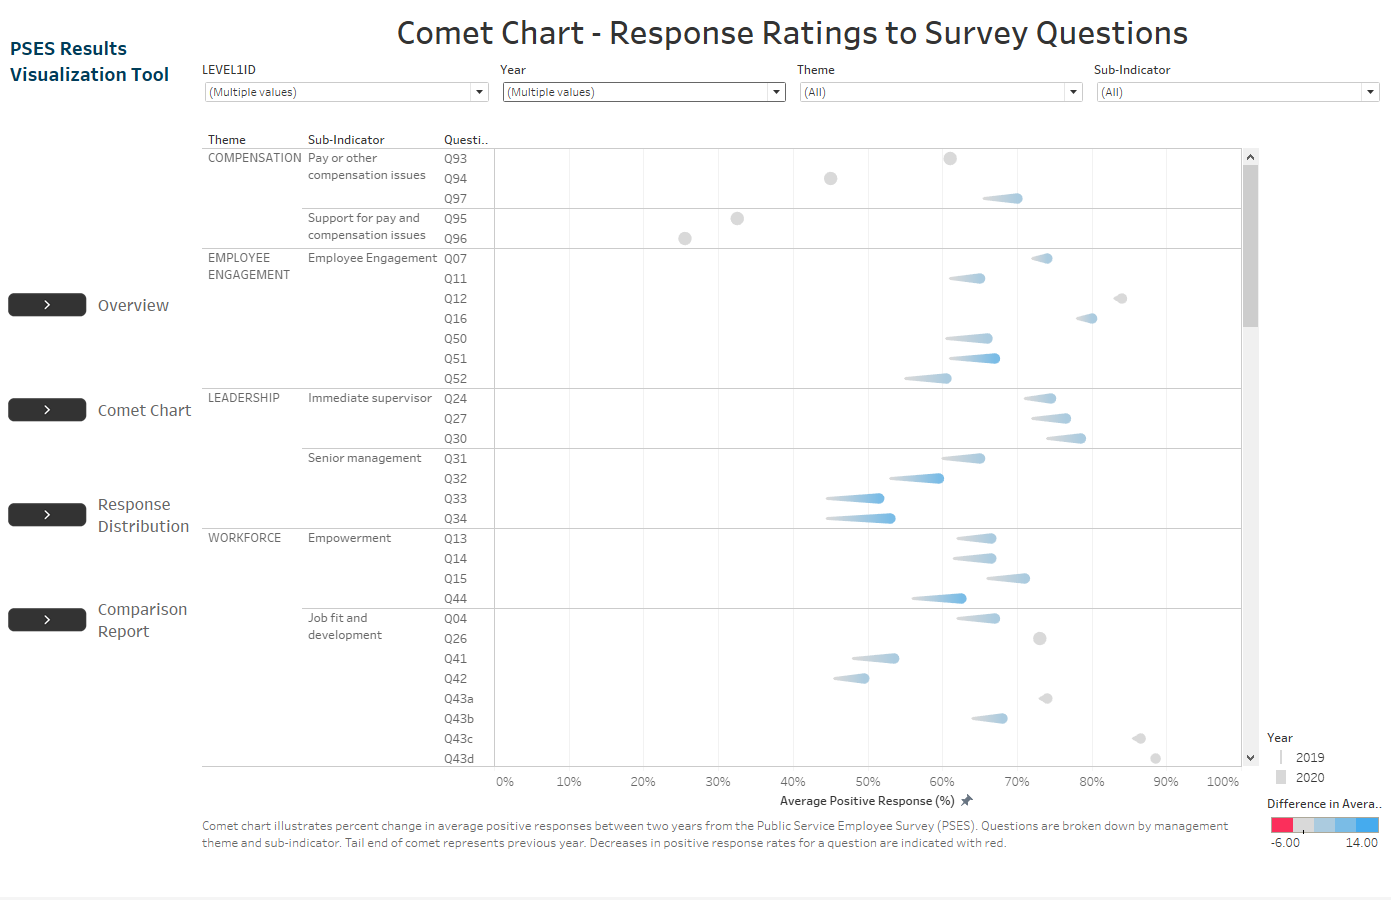 Comet Chart - Response Ratings to Survey Questions
PSES Results
Visualization Tool
LEVEL1ID
Year
Theme
Sub-Indicator
(Multiple values)
(Multiple values)
(All)
(All)
Theme
Sub-Indicator
Questi..
COMPENSATION
Pay or other
compensation issues
Q93
Q94
Q97
Support for pay and
compensation issues
Q95
Q96
EMPLOYEE
ENGAGEMENT
Employee Engagement
Q07
Q11
Q12
Q16
Q50
Q51
Q52
LEADERSHIP
Immediate supervisor
Q24
Q27
Q30
Senior management
Q31
Q32
Q33
Q34
WORKFORCE
Empowerment
Q13
Q14
Q15
Q44
Job fit and
development
Q04
Q26
Q41
Q42
Q43a
Q43b
Q43c
Q43d
Overview
Comet Chart
Response
Distribution
Comparison
Report
0%
10%
20%
30%
40%
50%
60%
70%
80%
90%
100%
Average Positive Response (%)
Year
2019
2020
Difference in Avera..
-6.00
14.00
Comet chart illustrates percent change in average positive responses between two years from the Public Service Employee Survey (PSES). Questions are broken down by management
theme and sub-indicator. Tail end of comet represents previous year. Decreases in positive response rates for a question are indicated with red.